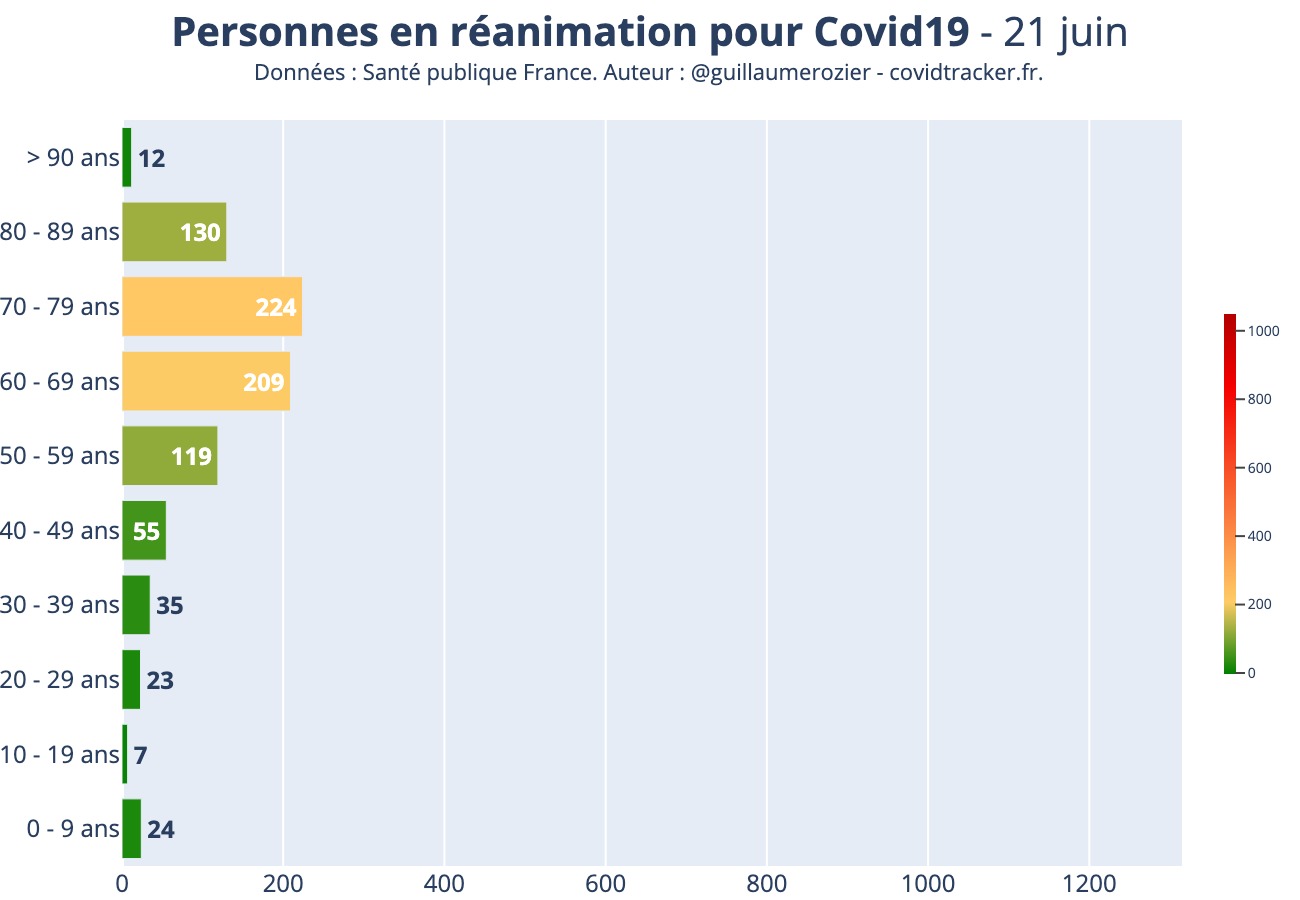 Personnes en réanimation pour Covid19 - 21 juin
Données : Santé publique France. Auteur : @guillaumerozier - covidtracker.fr.
> 90 ans 12
80 - 89 ans 130
70 - 79 ans 224
60 - 69 ans 209
50 - 59 ans 119
40 - 49 ans 55
30 - 39 ans 35
20 - 29 ans 23
10 - 19 ans 7
0 - 9 ans 24
0 200 400 600 800 1000 1200
1000
800
600
400
200
0